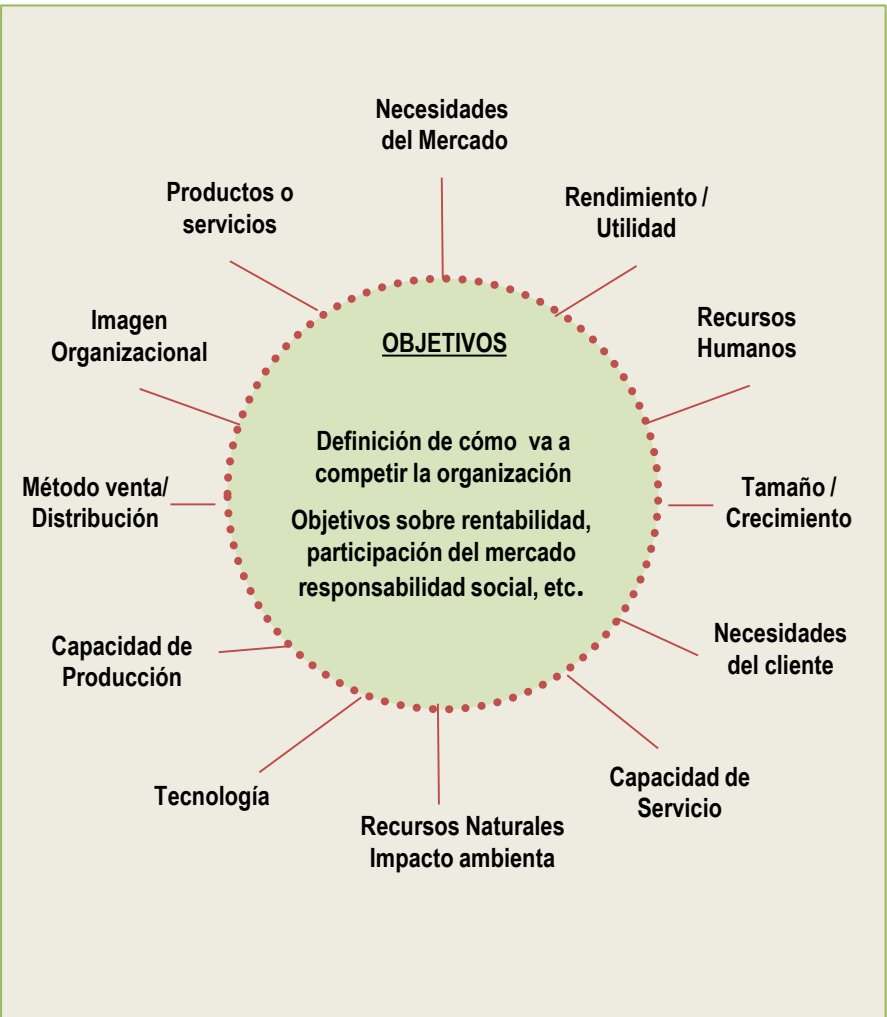 Necesidades
del Mercado
Rendimiento /
Utilidad
Recursos
Humanos
Tamaño /
Crecimiento
Necesidades
del cliente
Capacidad de
Servicio
Recursos Naturales
Impacto ambienta
Tecnología
Capacidad de
Producción
Método venta/
Distribución
Imagen
Organizacional
Productos o
servicios
OBJETIVOS
Definición de cómo va a
competir la organización
Objetivos sobre rentabilidad,
participación del mercado
responsabilidad social, etc.